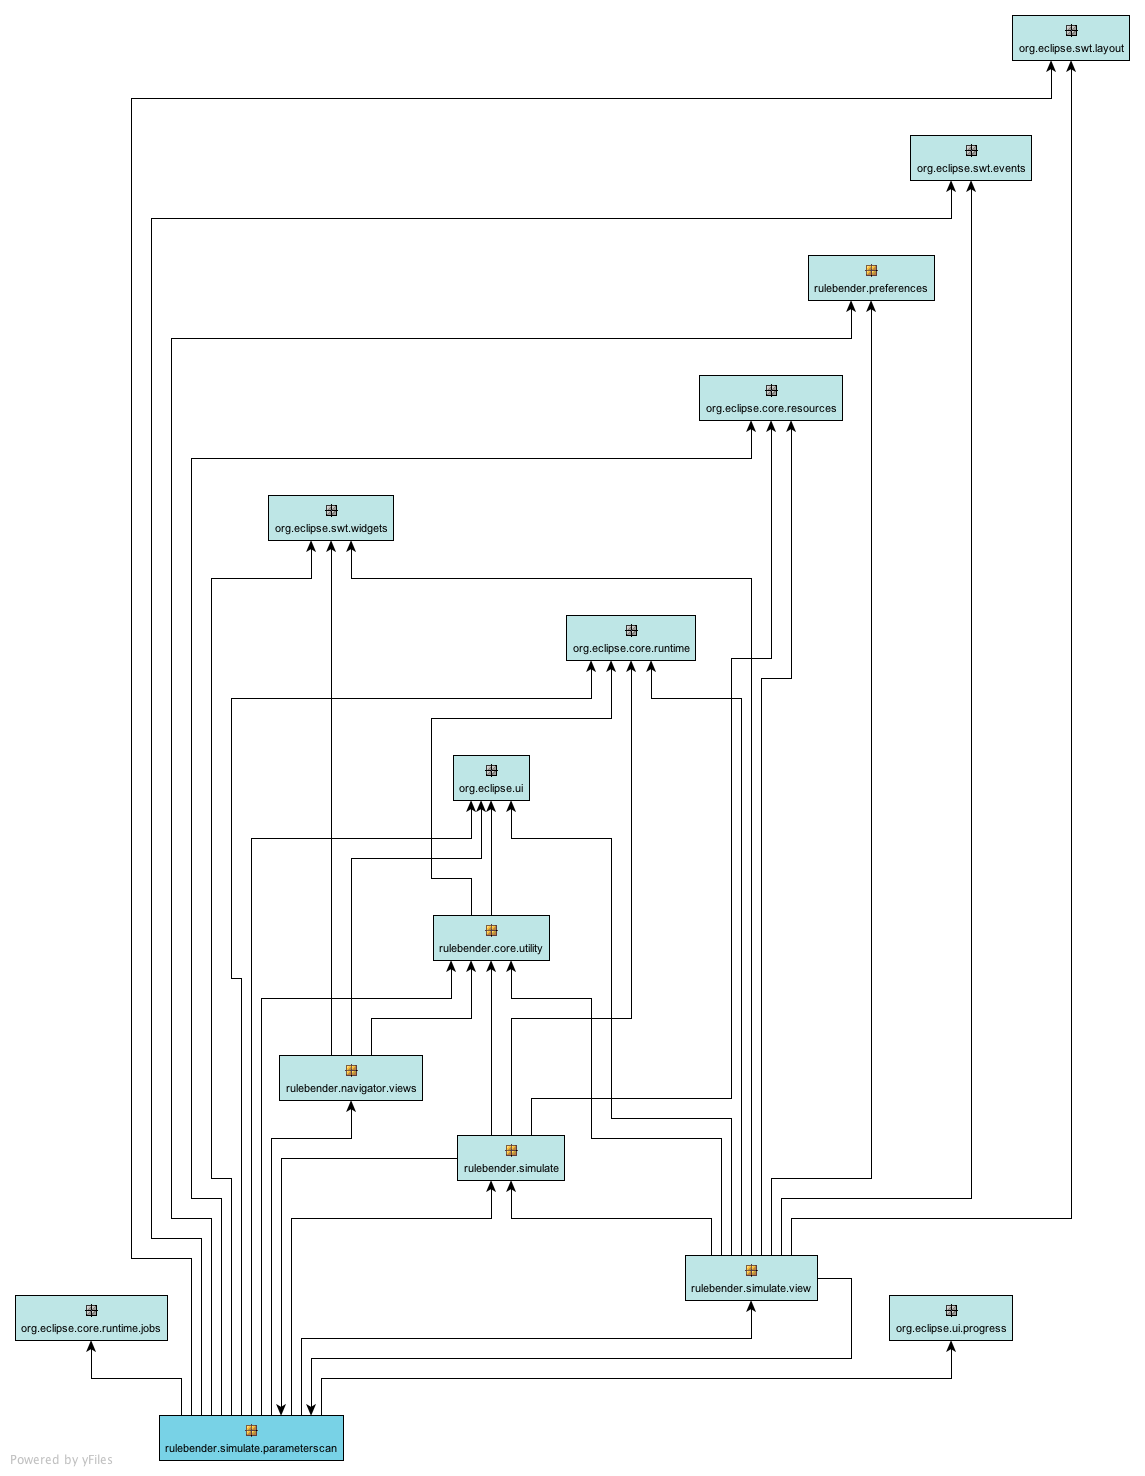 org.eclipse.swt.layout
org.eclipse.swt.events
rulebender.preferences
org.eclipse.core.resources
org.eclipse.swt.widgets
org.eclipse.core.runtime
org.eclipse.ui
rulebender.core.utility
rulebender.navigator.views
rulebender.simulate
rulebender.simulate.view
org.eclipse.core.runtime.jobs
org.eclipse.ui.progress
rulebender.simulate.parameterscan
Powered by yFiles